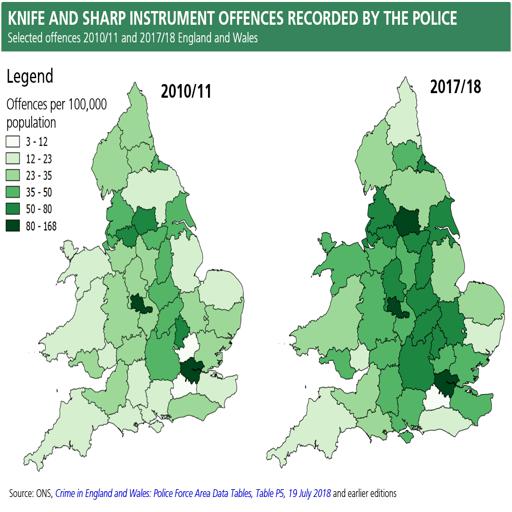 KNIFE AND SHARP INSTRUMENT OFFENCES RECORDED BY THE POLICE
Selected offences 2010/11 and 2017/18 England and Wales
Legend
Offences per 100,000
population
3 - 12
12 - 23
23 - 35
35 - 50
50 - 80
80 - 168
2010/11
2017/18
Source: ONS, Crime in England and Wales: Police Force Area Data Tables, Table P5, 19 July 2018 and earlier editions